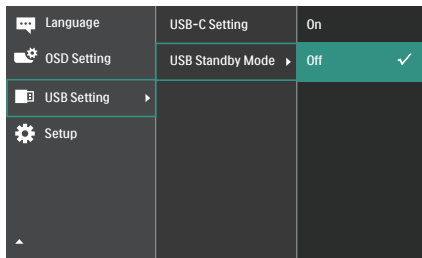 Language
OSD Setting
USB Setting
Setup
USB-C Setting
USB Standby Mode
On
Off